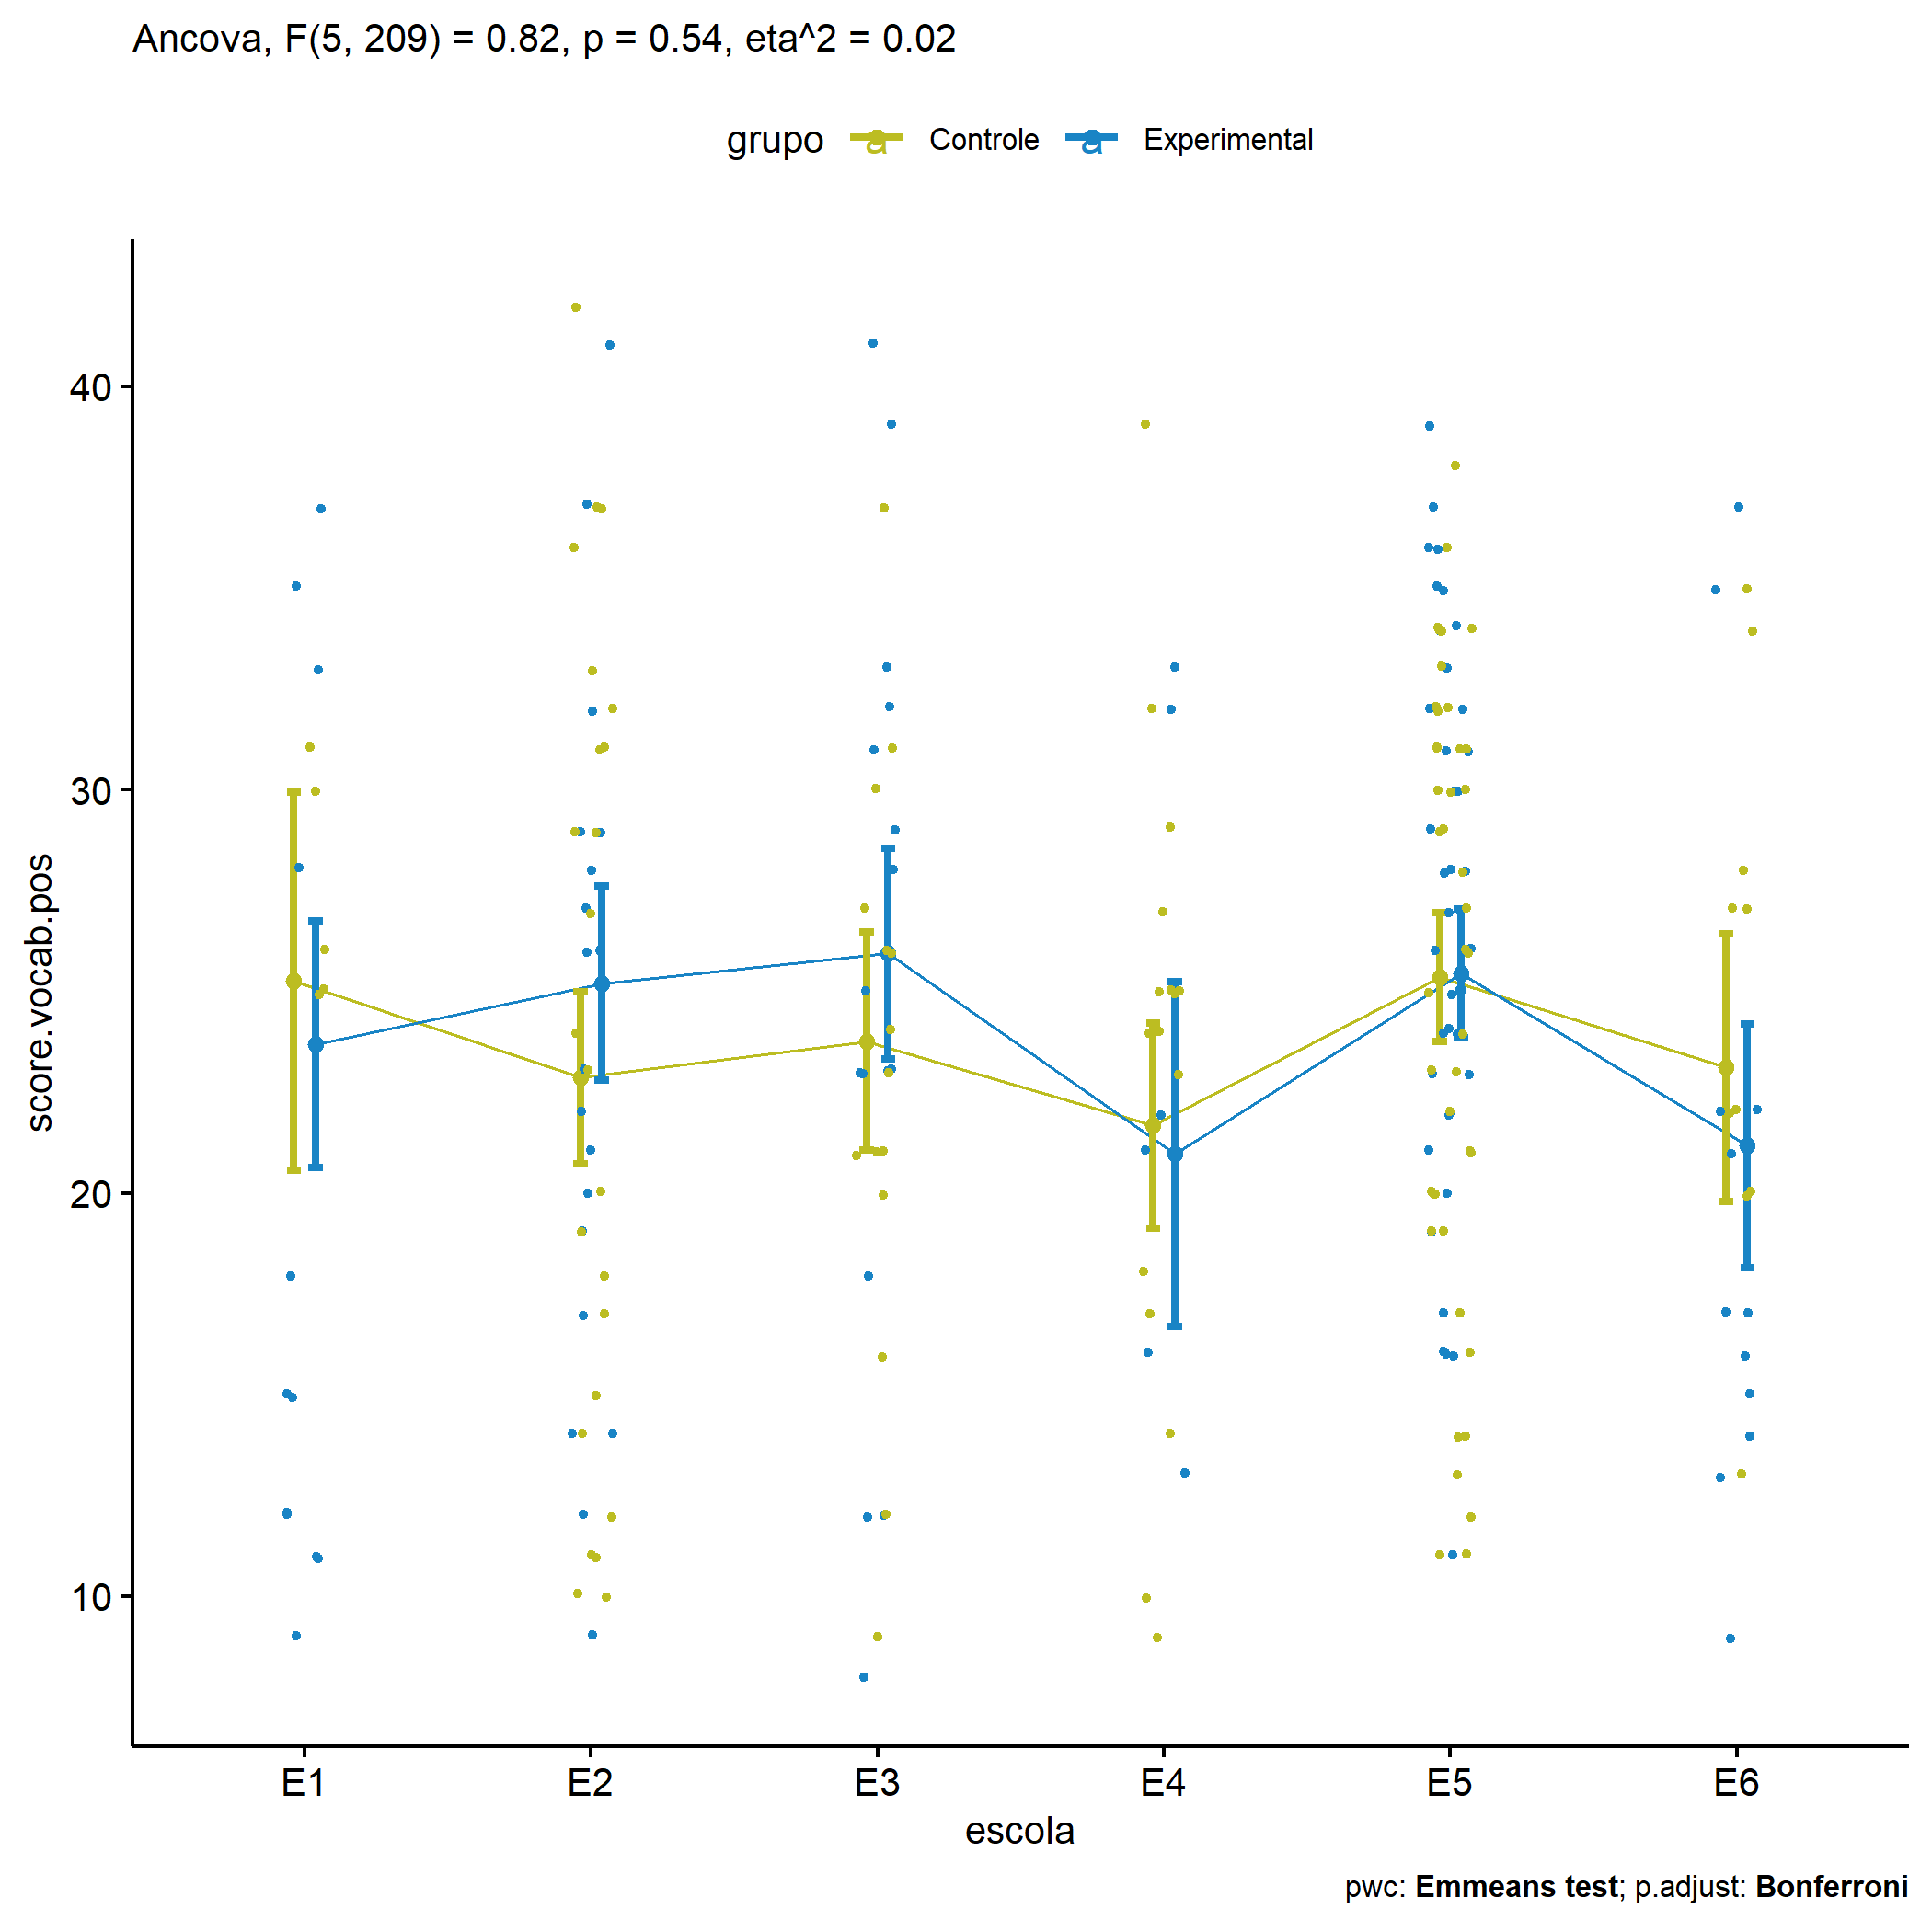 Ancova, F(5, 209) = 0.82, p = 0.54, eta^2 = 0.02
grupo a Controle a Experimental
score.vocab.pos
40
30
20
10
E1 E2 E3 E4 E5 E6
escola
pwc: Emmeans test; p.adjust: Bonferroni